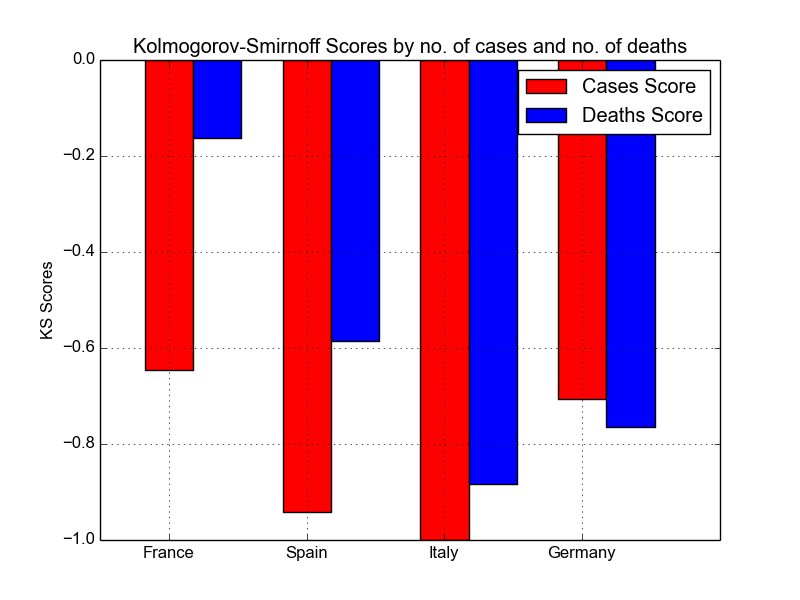 Kolmogorov-Smirnoff Scores by no. of cases and no. of deaths
Cases Score
Deaths Score
KS Scores
0.0
−0.2
−0.4
−0.6
−0.8
−1.0
France
Spain
Italy
Germany